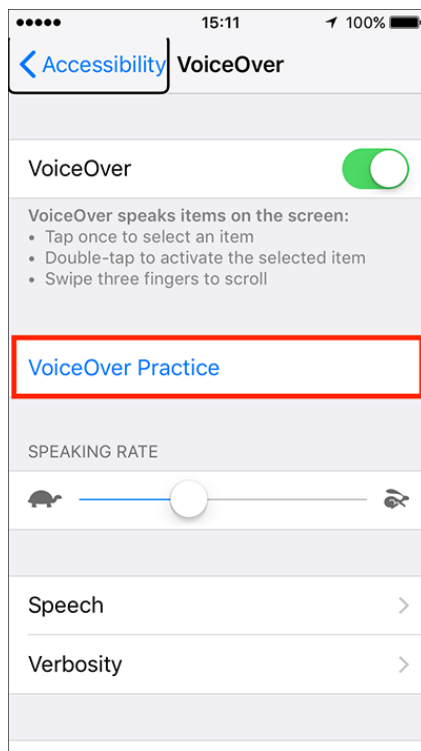 15:11
100%
Accessibility VoiceOver
VoiceOver
VoiceOver speaks items on the screen:
• Tap once to select an item
• Double-tap to activate the selected item
• Swipe three fingers to scroll
VoiceOver Practice
SPEAKING RATE
Speech
Verbosity